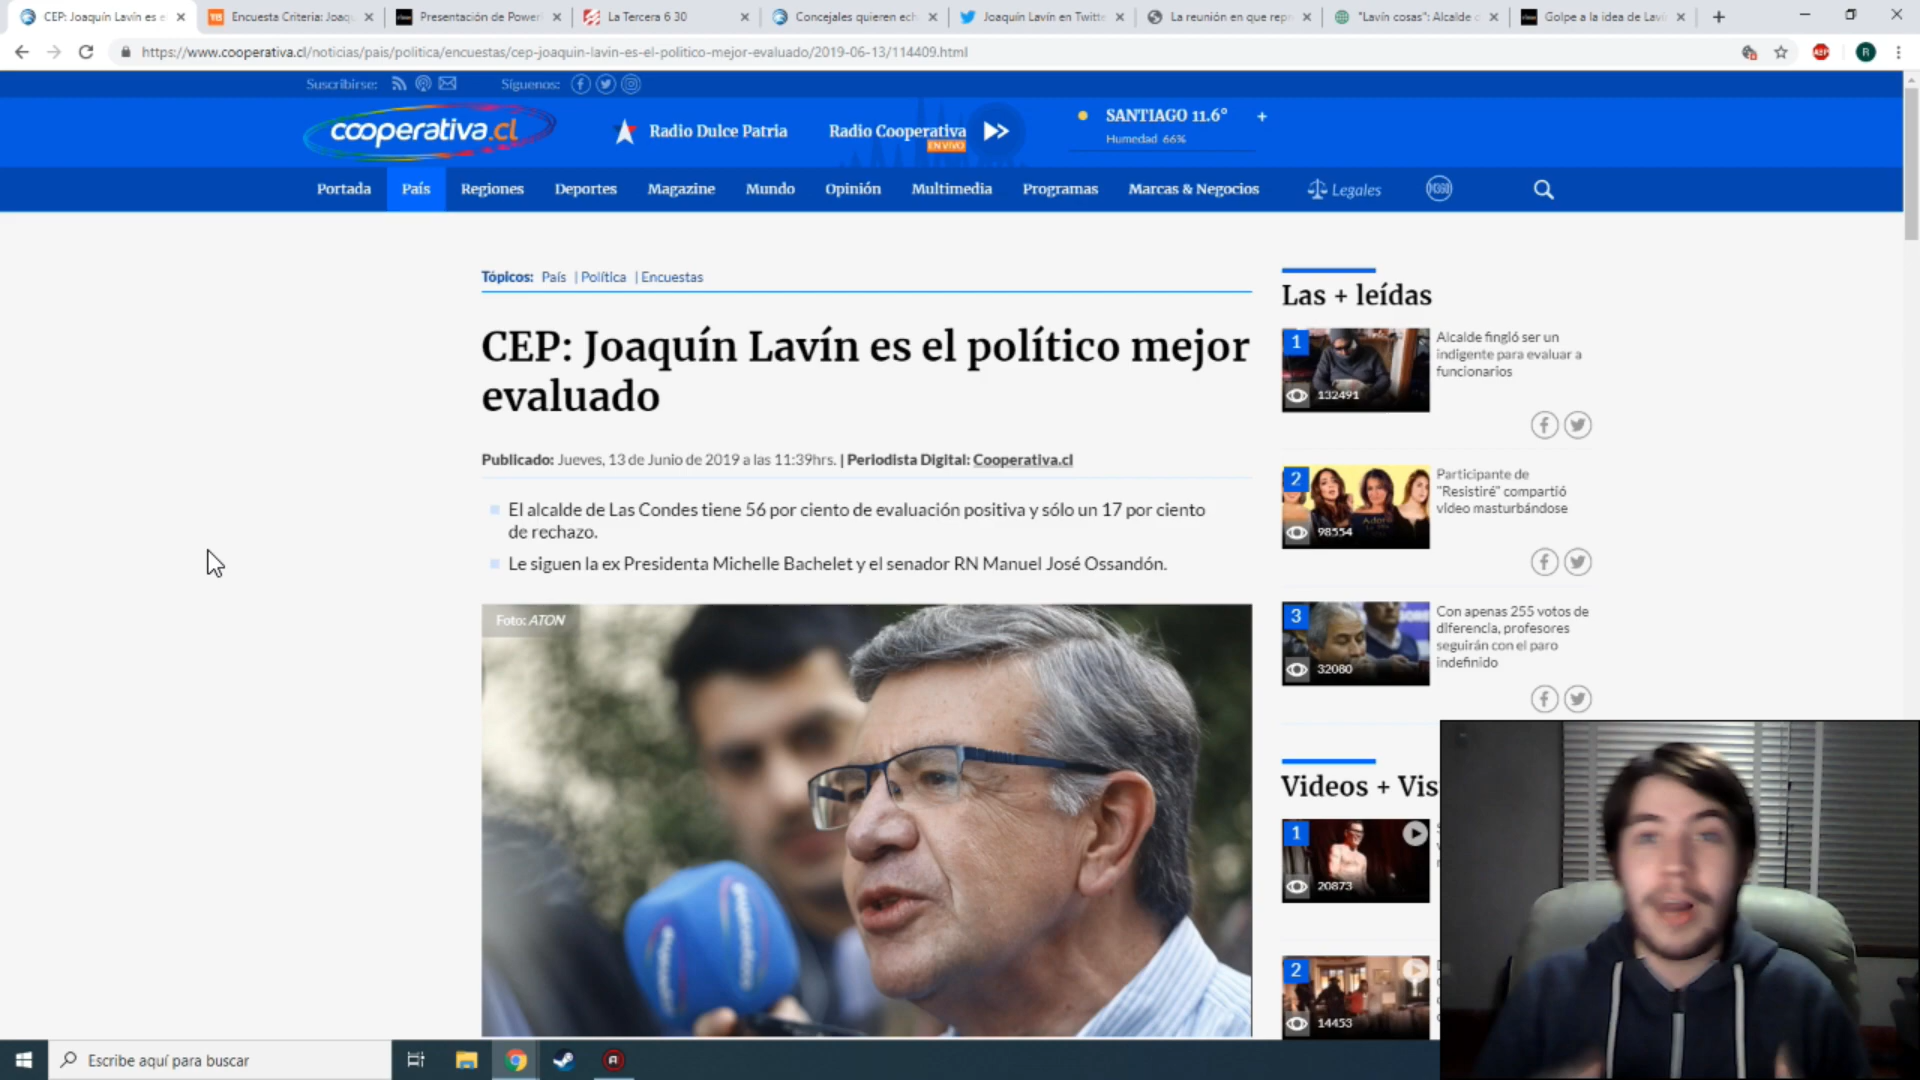 CEP: Joaquín Lavín es e
Encuesta Criteria: Joaqu
Presentación de Power
La Tercera 6 30
Concejales quieren ech
Joaquín Lavín en Twitte
La reunión en que repr
"Lavín cosas": Alcalde d
Golpe a la idea de Lavi
https://www.cooperativa.cl/noticias/pais/politica/encuestas/cep-joaquin-lavin-es-el-politico-mejor-evaluado/2019-06-13/114409.html
ABP
R
Suscribirse:
Síguenos:
cooperativa.cl
Radio Dulce Patria
Radio Cooperativa
EN VIVO
SANTIAGO 11.6°
+
Humedad 66%
Portada
País
Regiones
Deportes
Magazine
Mundo
Opinión
Multimedia
Programas
Marcas & Negocios
Legales
Tópicos: País | Política | Encuestas
CEP: Joaquín Lavín es el político mejor
evaluado
Publicado: Jueves, 13 de Junio de 2019 a las 11:39hrs. | Periodista Digital: Cooperativa.cl
El alcalde de Las Condes tiene 56 por ciento de evaluación positiva y sólo un 17 por ciento
de rechazo.
Le siguen la ex Presidenta Michelle Bachelet y el senador RN Manuel José Ossandón.
Foto: ATON
cooperativa
Las + leídas
1
132491
Alcalde fingió ser un
indigente para evaluar a
funcionarios
2
98554
Participante de
"Resistiré" compartió
video masturbándose
3
32080
Con apenas 255 votos de
diferencia, profesores
seguirán con el paro
indefinido
Videos + Vis
1
20873
2
14453
Escribe aquí para buscar